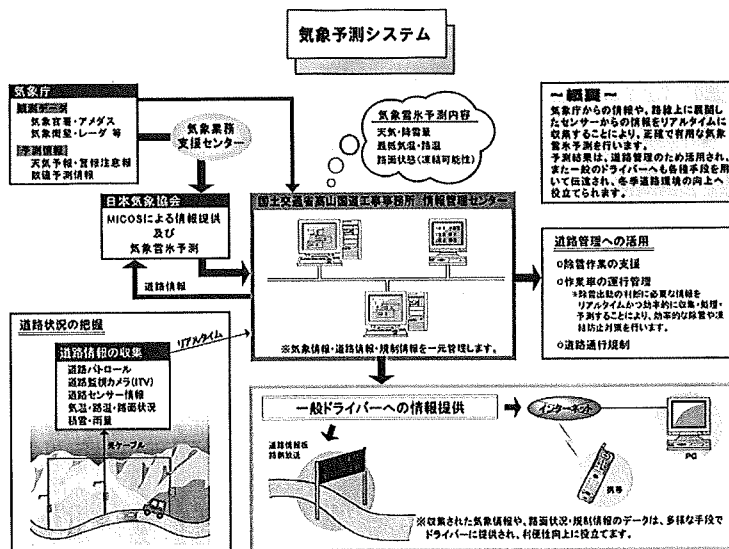 気象予測システム
気象庁
観測データ
気象官署・アメダス
気象衛星・レーダ 等
予測情報
天気予報・警報注意報
数値予測情報
気象業務
支援センター
気象雪氷予測内容
天気・降雪量
最低気温・路温
路面状態(凍結可能性)
~概要~
気象庁からの情報や、路線上に展開し
たセンサーからの情報をリアルタイムに
収集することにより、正確で有用な気象
雪氷予測を行います。
予測結果は、道路管理のため活用され、
また一般のドライバーへも各種手段を用
いて伝達され、冬季道路環境の向上へ
役立てられます。
日本気象協会
MICOSによる情報提供
及び
気象雪氷予測
道路情報
国土交通省高山国道工事事務所 情報管理センター
※気象情報・道路情報・規制情報を一元管理します。
道路管理への活用
○除雪作業の支援
○作業車の運行管理
※除雪出動の判断に必要な情報を
リアルタイムかつ効率的に収集・処理・
予測することにより、効率的な除雪や凍
結防止対策を行います。
○道路通行規制
道路状況の把握
リアルタイム
道路情報の収集
道路パトロール
道路監視カメラ(ITV)
道路センサー情報
気温・路温・路面状況
積雪・雨量
光ケーブル
一般ドライバーへの情報提供
インターネット
PC
携帯
道路情報板
路側放送
※収集された気象情報や、路面状況・規制情報のデータは、多様な手段で
ドライバーに提供され、利便性向上に役立てます。